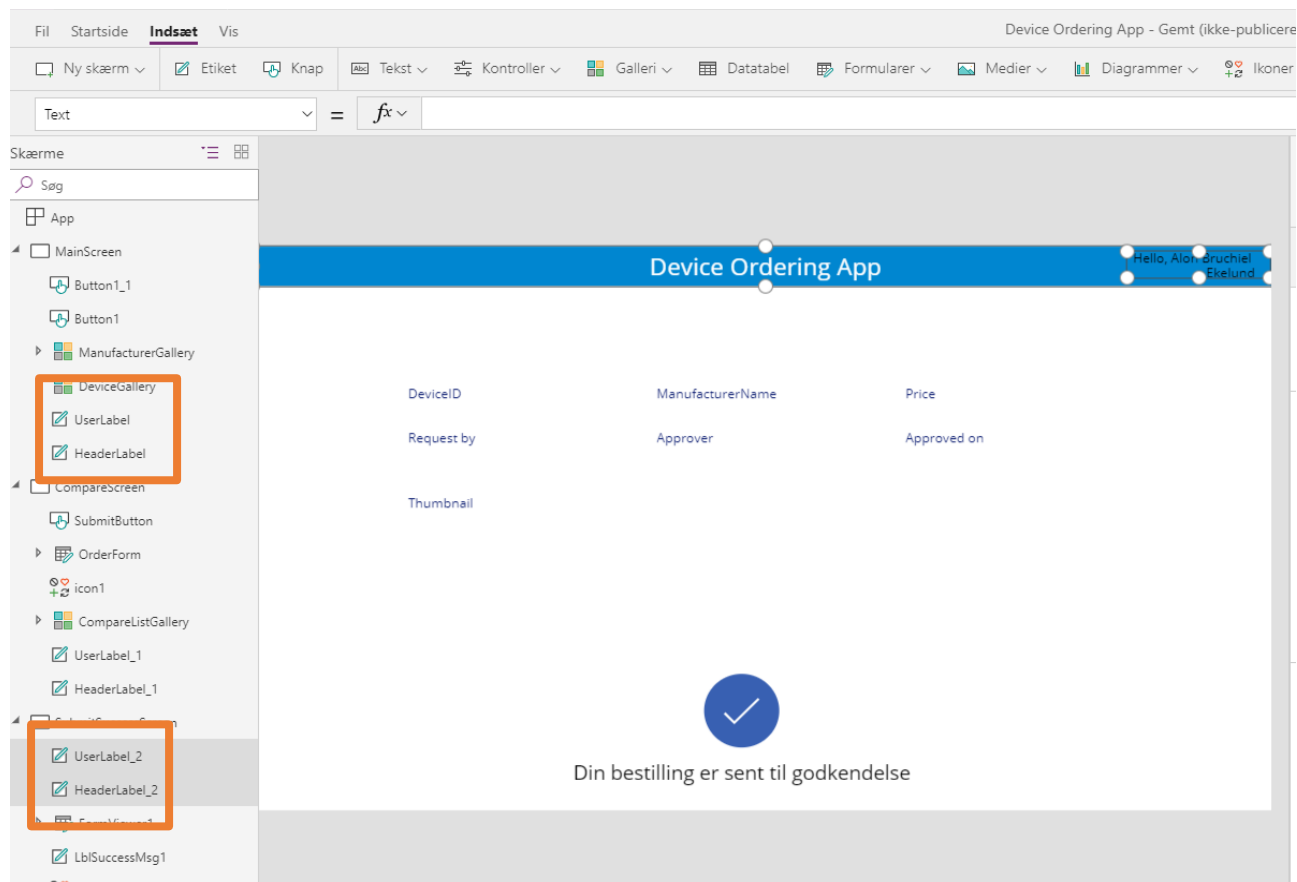 Fil Startside Indsæt Vis Device Ordering App - Gemt (ikke-publicere
Ny skærm Etiket Knap Abc Tekst Kontroller Galleri Datatabel Formularer Medier Diagrammer Ikoner
Text = fx
Skærme
Søg
App
MainScreen
Button1_1
Button1
ManufacturerGallery
DeviceGallery
UserLabel
HeaderLabel
CompareScreen
SubmitButton
OrderForm
icon1
CompareListGallery
UserLabel_1
HeaderLabel_1
UserLabel_2
HeaderLabel_2
FormViewer1
LblSuccessMsg1
Device Ordering App
Hello, Alon Bruchiel
Ekelund
DeviceID ManufacturerName Price
Request by Approver Approved on
Thumbnail
Din bestilling er sent til godkendelse